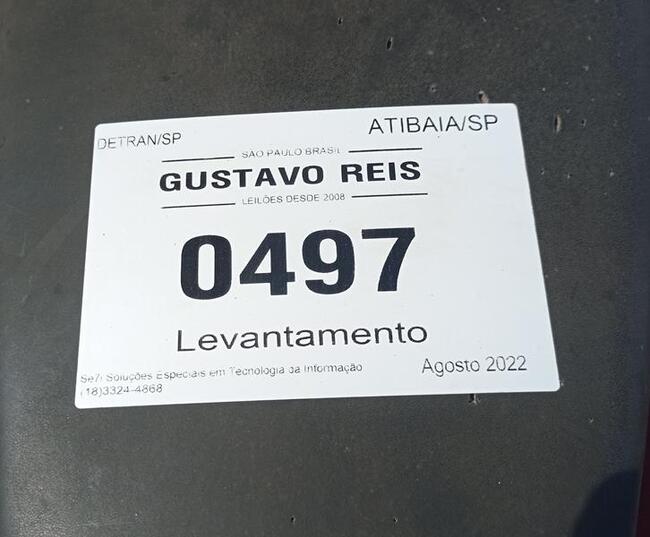 DETRAN/SP
ATIBAIA/SP
SÃO PAULO BRASIL
GUSTAVO REIS
LEILÕES DESDE 2008
0497
Levantamento
Se7i Soluções Especiais em Tecnologia da Informação
(18)3324-4868
Agosto 2022